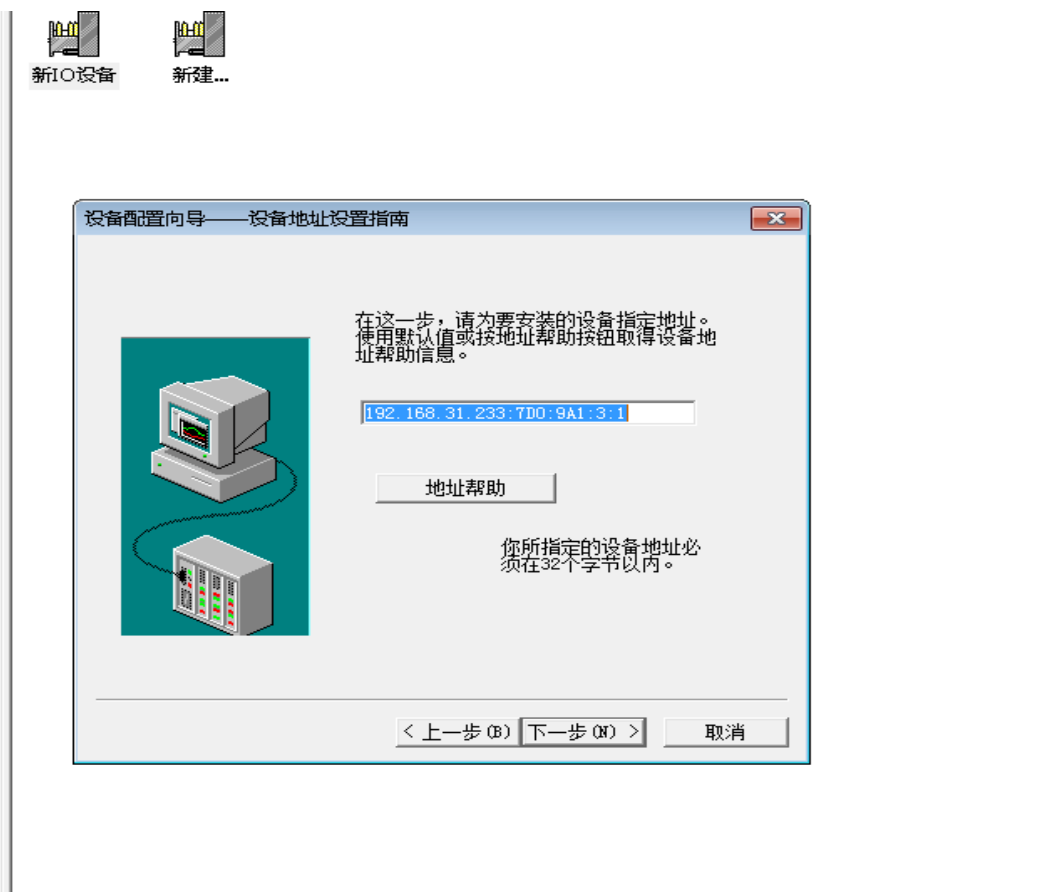 新IO设备
新建...
设备配置向导——设备地址设置指南
在这一步，请为要安装的设备指定地址。
使用默认值或按地址帮助按钮取得设备地
址帮助信息。
192.168.31.233:7D0:9A1:3:1
地址帮助
你所指定的设备地址必
须在32个字节以内。
< 上一步(B) 下一步(N) > 取消